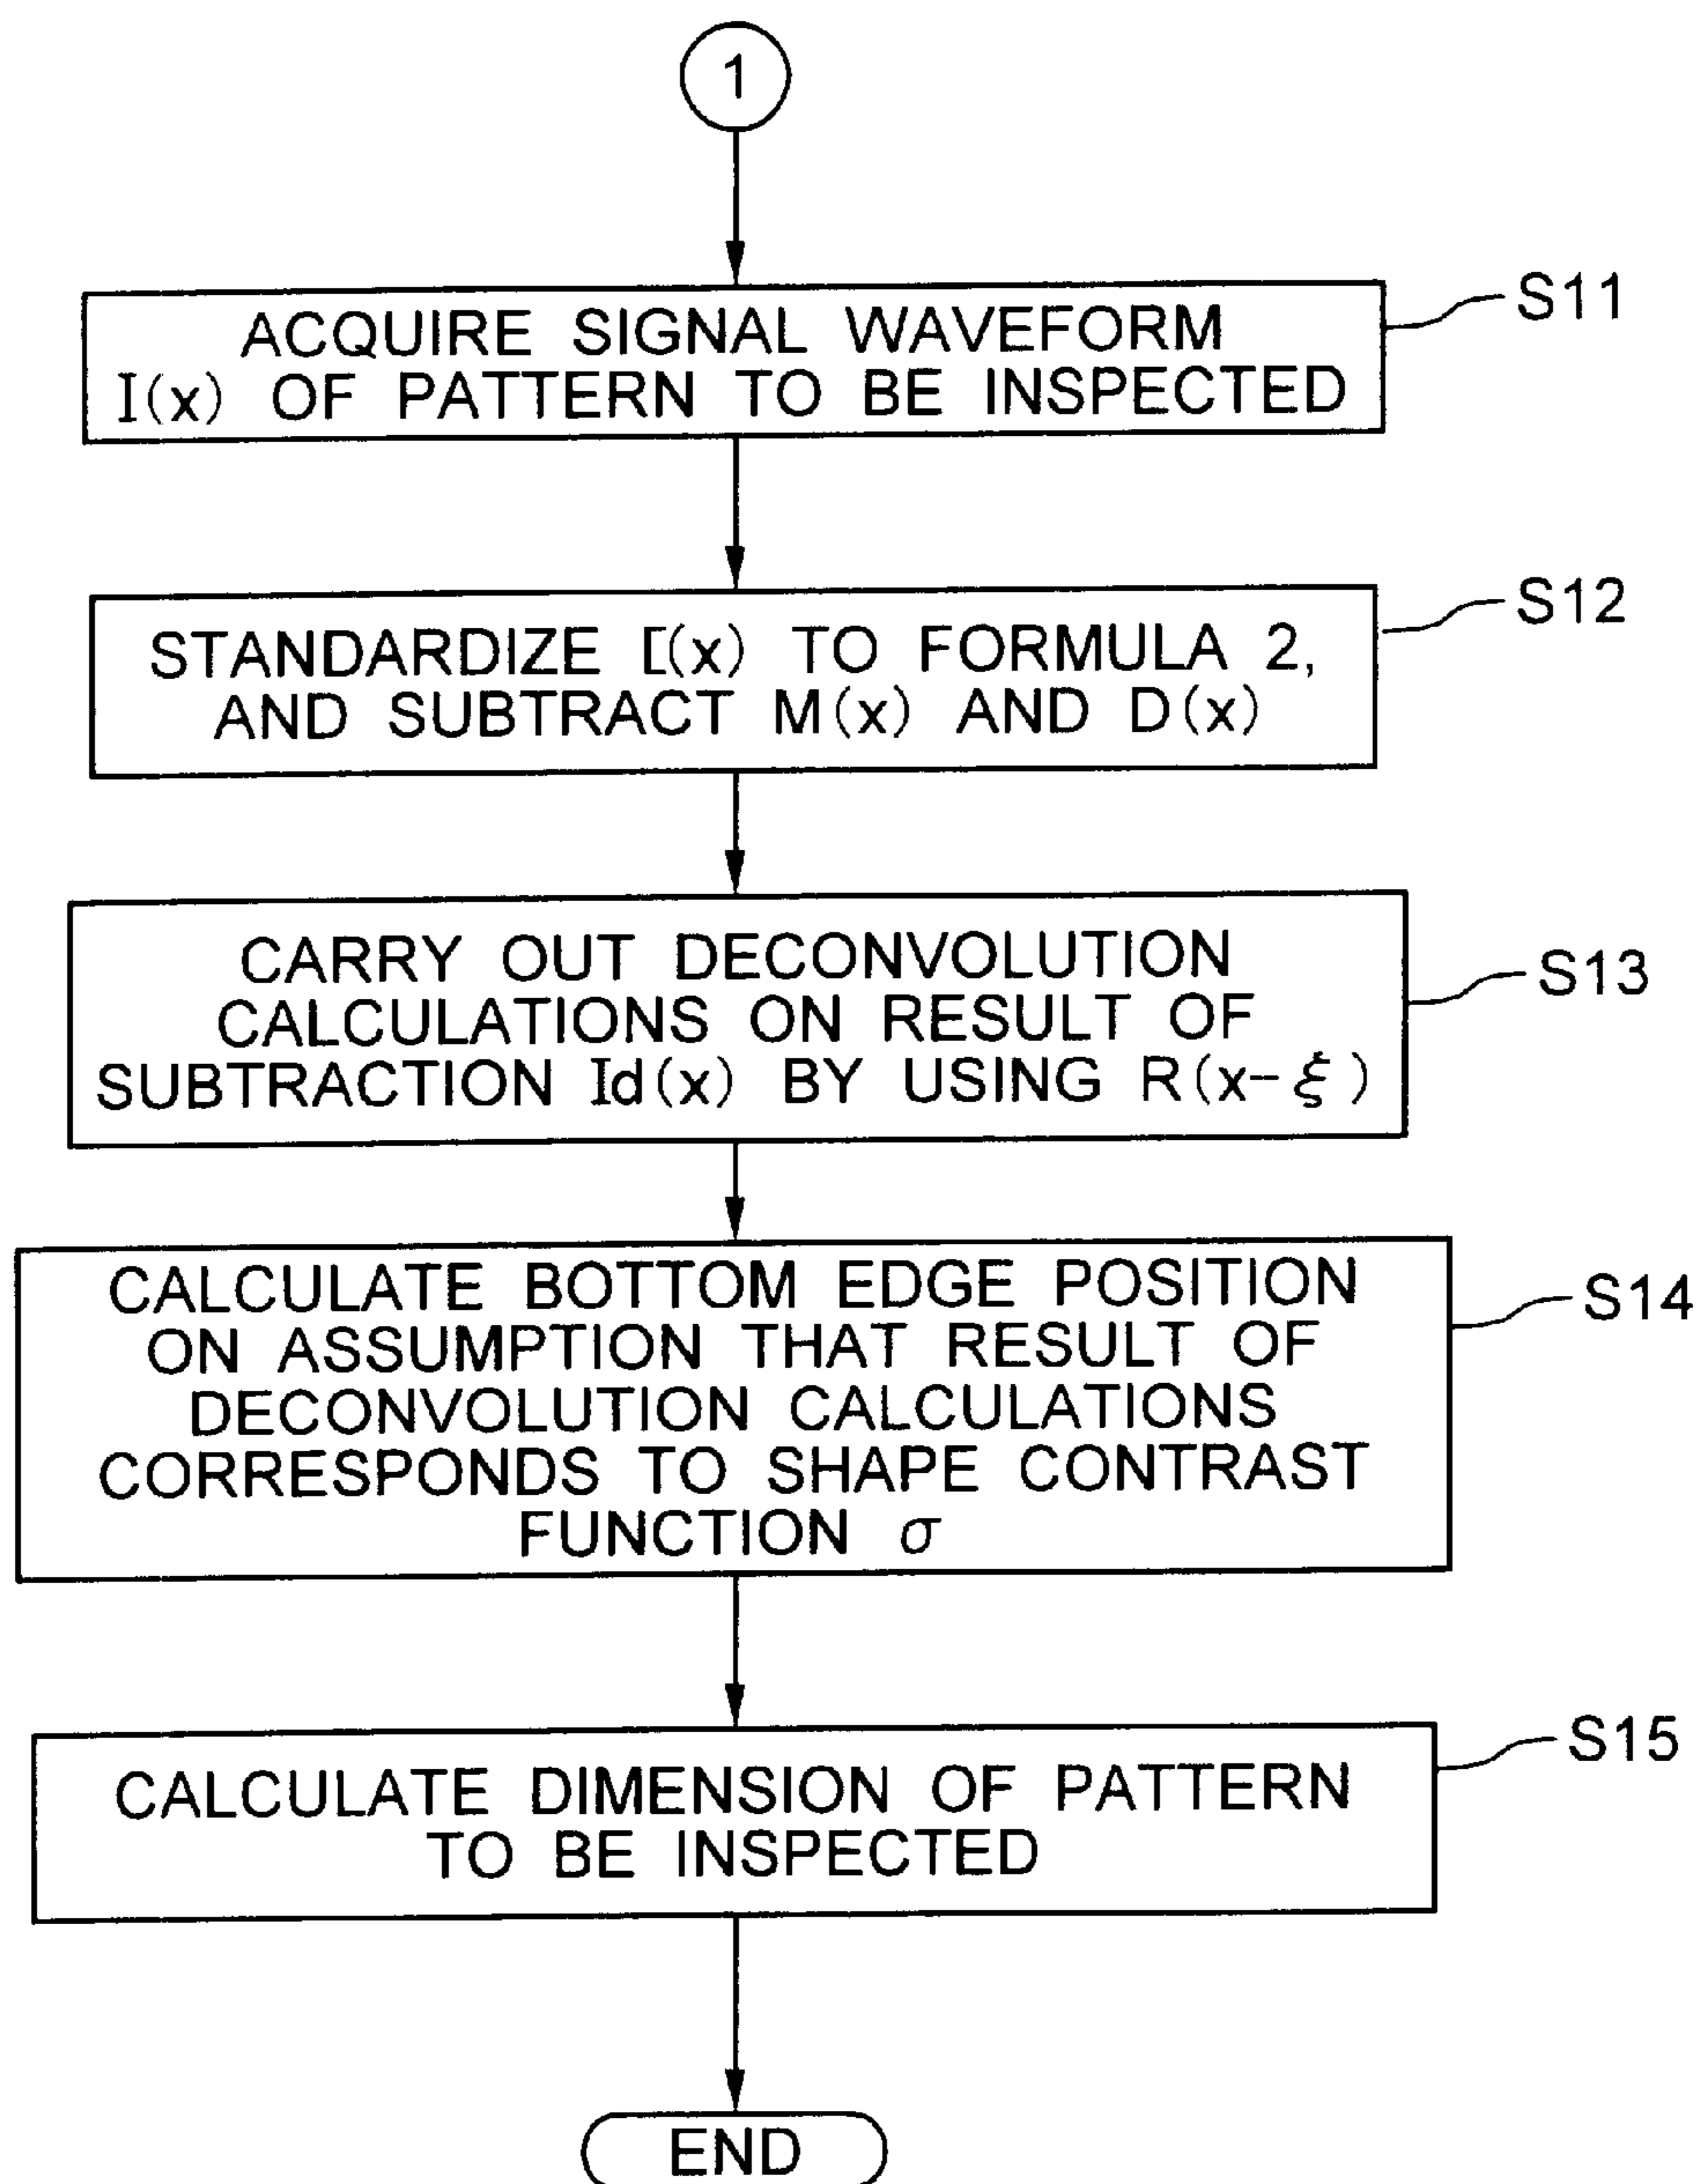 1
ACQUIRE SIGNAL WAVEFORM
I(x) OF PATTERN TO BE INSPECTED
S11
STANDARDIZE I(x) TO FORMULA 2,
AND SUBTRACT M(x) AND D(x)
S12
CARRY OUT DECONVOLUTION
CALCULATIONS ON RESULT OF
SUBTRACTION Id(x) BY USING R(x-ξ)
S13
CALCULATE BOTTOM EDGE POSITION
ON ASSUMPTION THAT RESULT OF
DECONVOLUTION CALCULATIONS
CORRESPONDS TO SHAPE CONTRAST
FUNCTION σ
S14
CALCULATE DIMENSION OF PATTERN
TO BE INSPECTED
S15
END